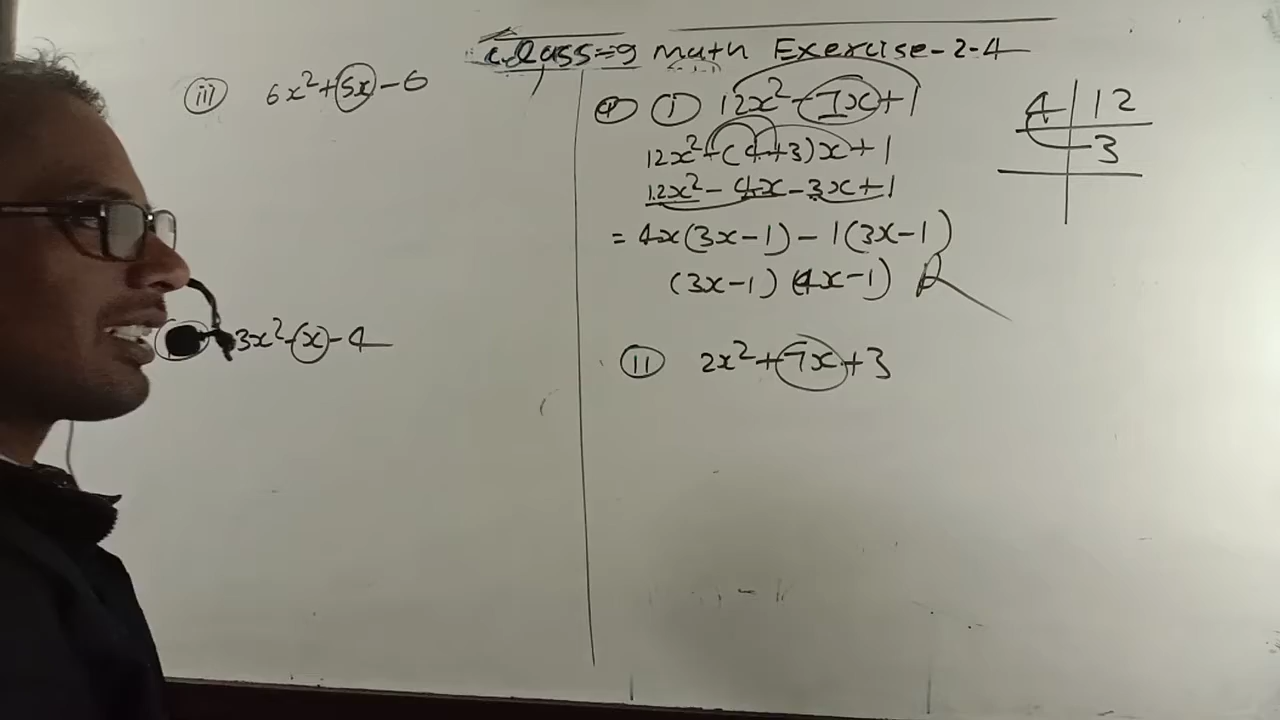 Class=9 math Exercise-2-4
iii) 6x²+5x-6
3x²-x-4
4 i) 12x²-7x+1
12x²-(4+3)x+1
12x²-4x-3x+1
=4x(3x-1)-1(3x-1)
(3x-1)(4x-1)
4 | 12
3
ii) 2x²+7x+3